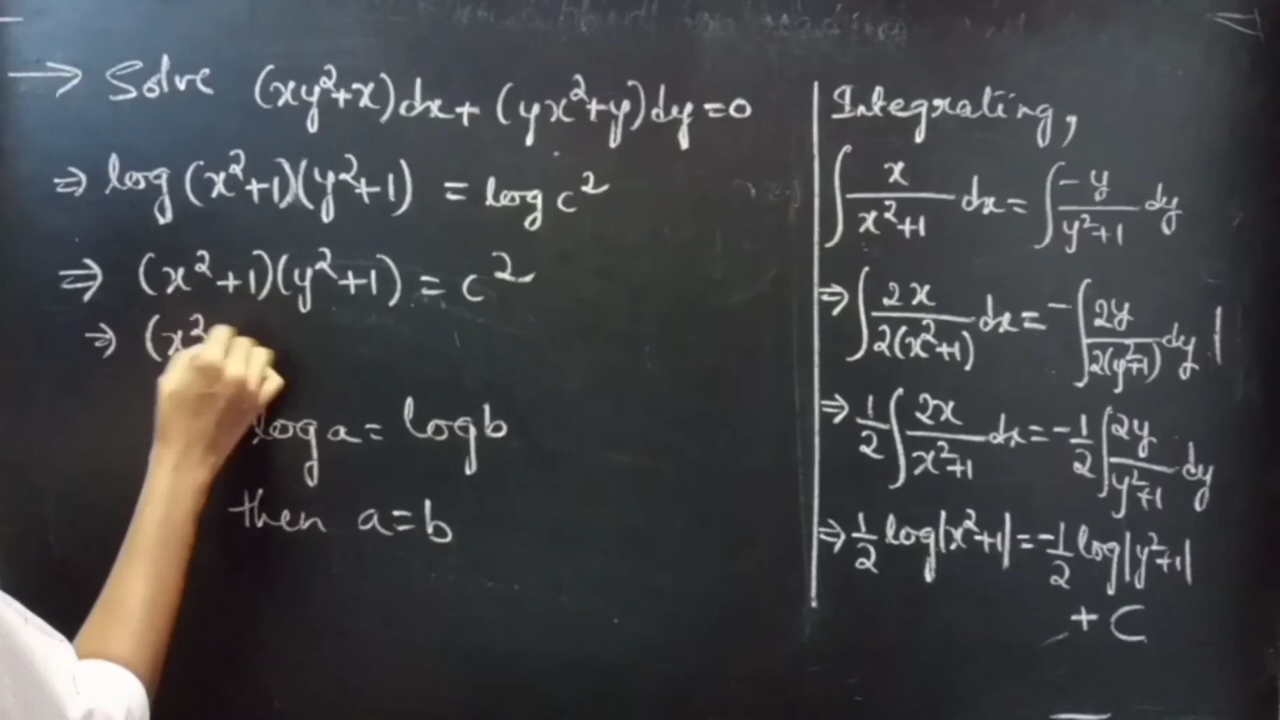 → Solve (xy²+x)dx + (yx²+y)dy = 0
⇒ log (x²+1)(y²+1) = log c²
⇒ (x²+1)(y²+1) = c²
⇒ (x²
log a = log b
then a = b
Integrating,
∫ x/(x²+1) dx = ∫ -y/(y²+1) dy
⇒ ∫ 2x/(2(x²+1)) dx = -∫ 2y/(2(y²+1)) dy
⇒ 1/2 ∫ 2x/(x²+1) dx = -1/2 ∫ 2y/(y²+1) dy
⇒ 1/2 log|x²+1| = -1/2 log|y²+1|
+ C